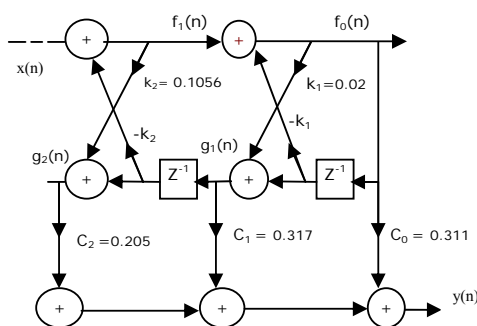 f₁(n) f₀(n)
+ +
x(n)
k₂ = 0.1056 k₁=0.02
-k₂ -k₁
g₂(n) g₁(n)
+ Z⁻¹ + Z⁻¹
C₂ = 0.205 C₁ = 0.317 C₀ = 0.311
+ + + y(n)